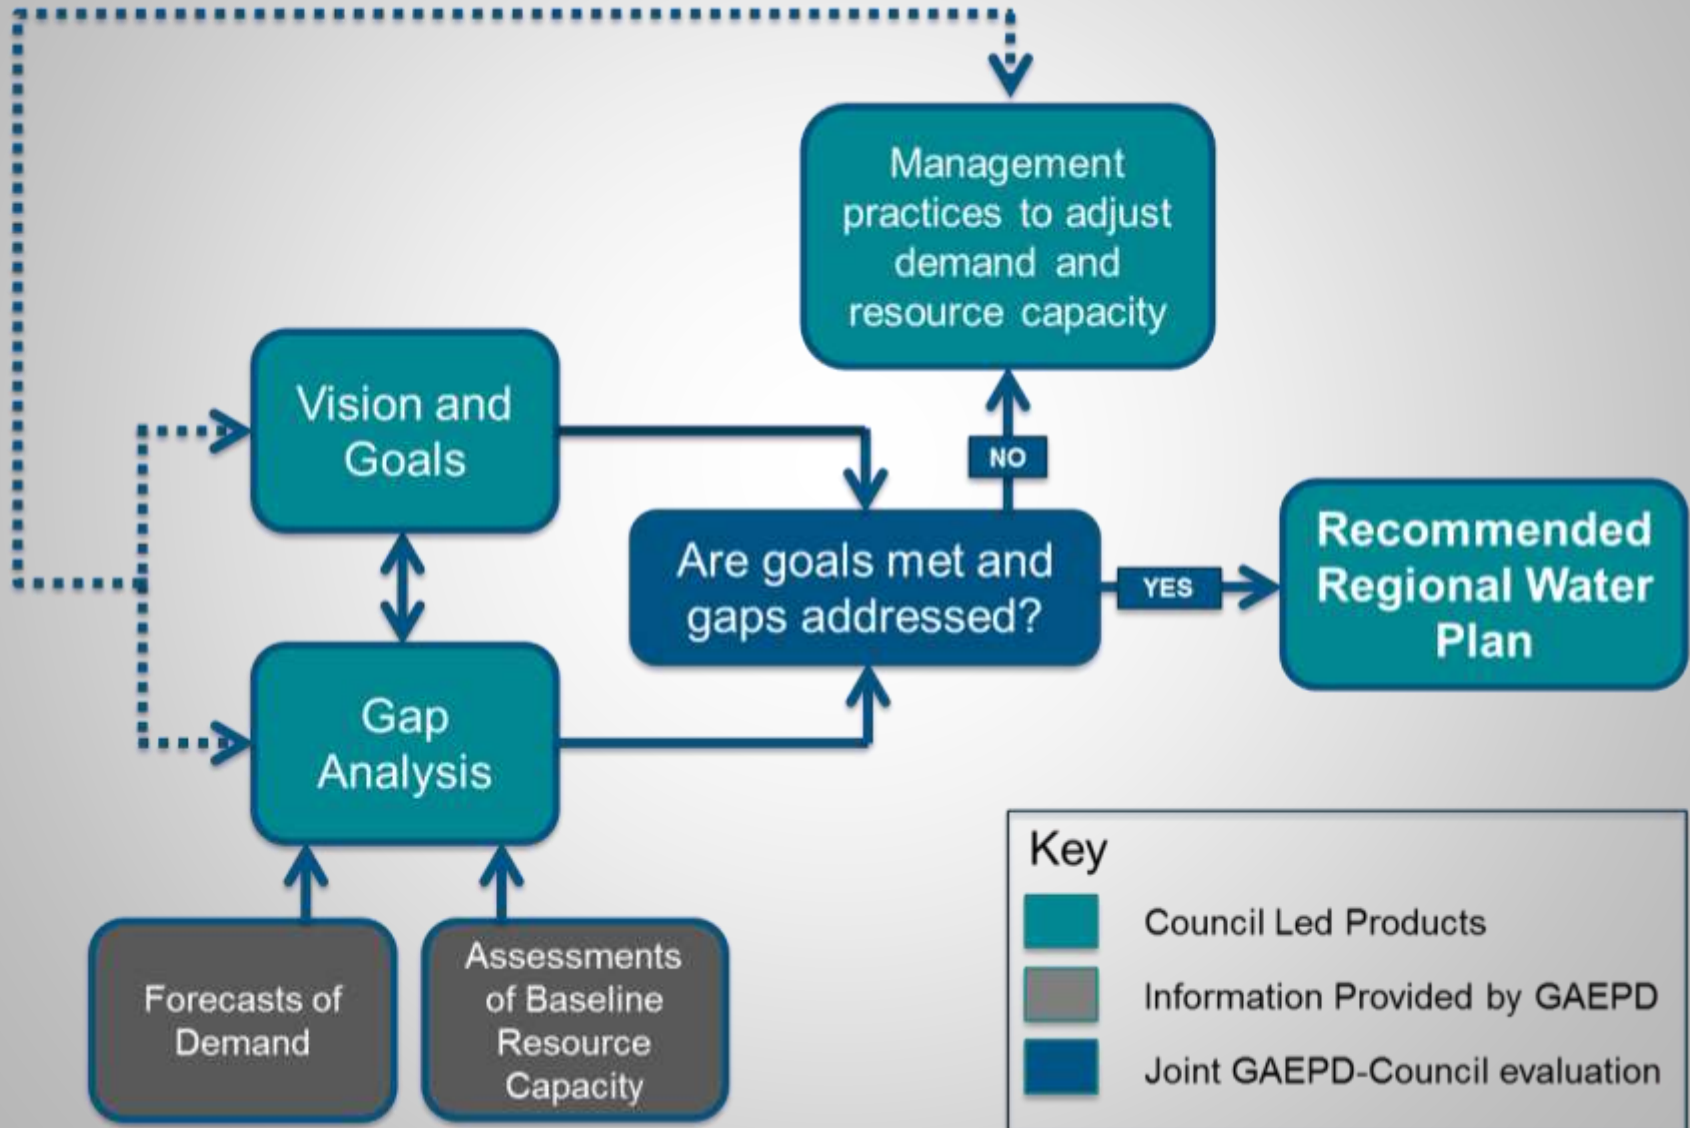 Management
practices to adjust
demand and
resource capacity
Vision and
Goals
NO
Are goals met and
gaps addressed?
YES
Recommended
Regional Water
Plan
Gap
Analysis
Forecasts of
Demand
Assessments
of Baseline
Resource
Capacity
Key
Council Led Products
Information Provided by GAEPD
Joint GAEPD-Council evaluation